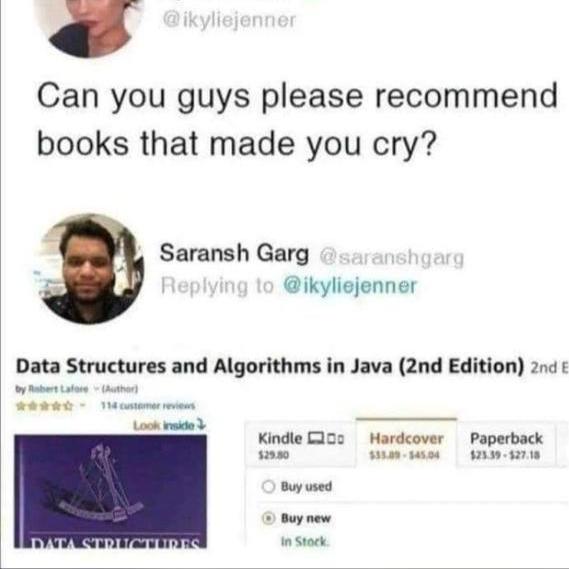 @ikyliejenner
Can you guys please recommend
books that made you cry?
Saransh Garg @saranshgarg
Replying to @ikyliejenner
Data Structures and Algorithms in Java (2nd Edition) 2nd E
by Robert Lafore (Author)
114 customer reviews
Look inside
Kindle Hardcover Paperback
$29.80 $33.89 - $45.04 $23.39 - $27.18
Buy used
Buy new
In Stock.
DATA STRUCTURES